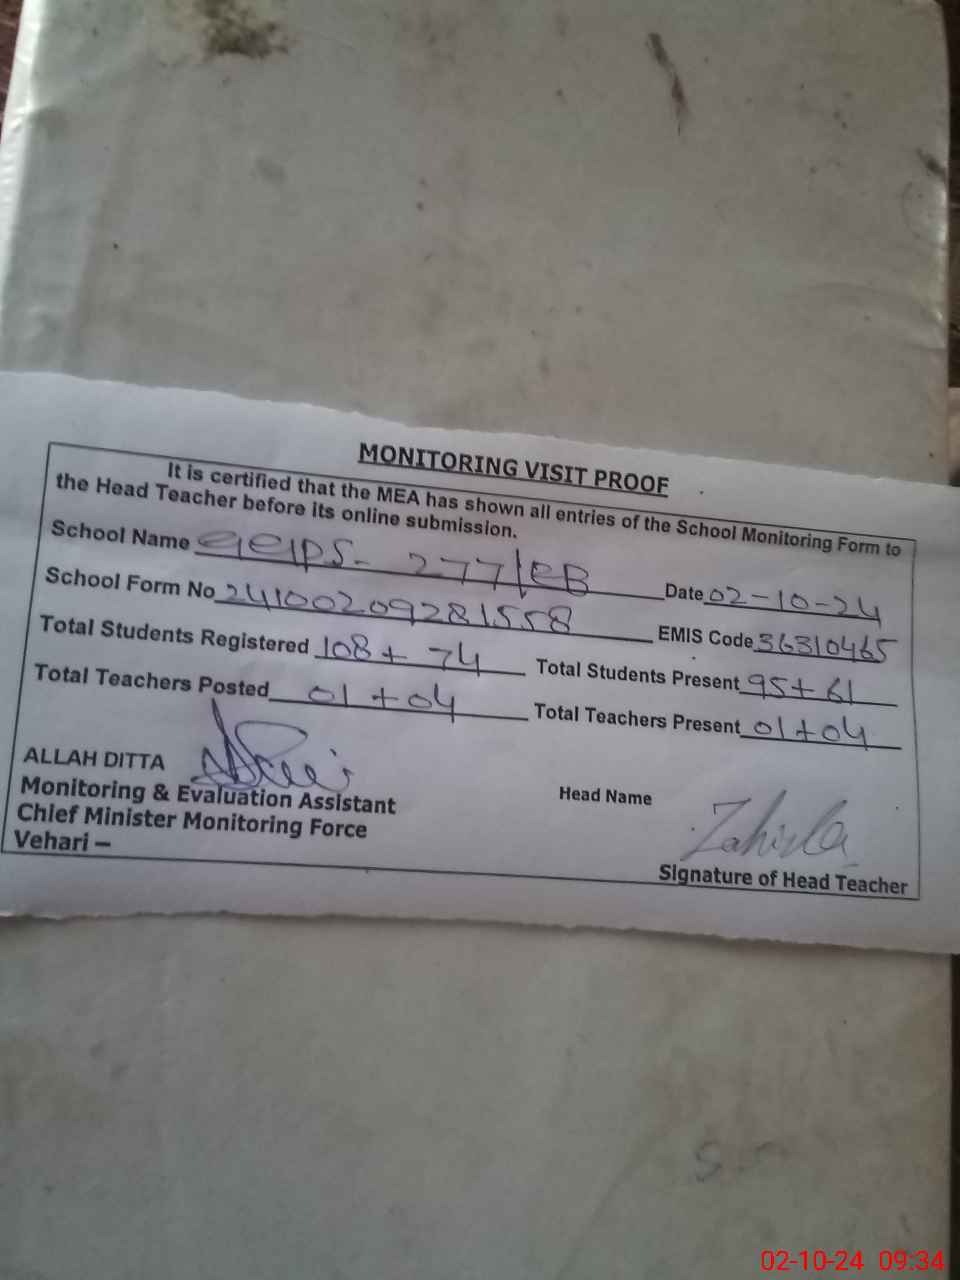 MONITORING VISIT PROOF
It is certified that the MEA has shown all entries of the School Monitoring Form to
the Head Teacher before its online submission.
School Name 277/EB Date 02-10-24
School Form No 24100209281558 EMIS Code 36310465
Total Students Registered 108 + 74 Total Students Present 95+61
Total Teachers Posted 01 + 04 Total Teachers Present 01+04
ALLAH DITTA
Monitoring & Evaluation Assistant
Chief Minister Monitoring Force
Vehari –
Head Name
Signature of Head Teacher
02-10-24 09:34